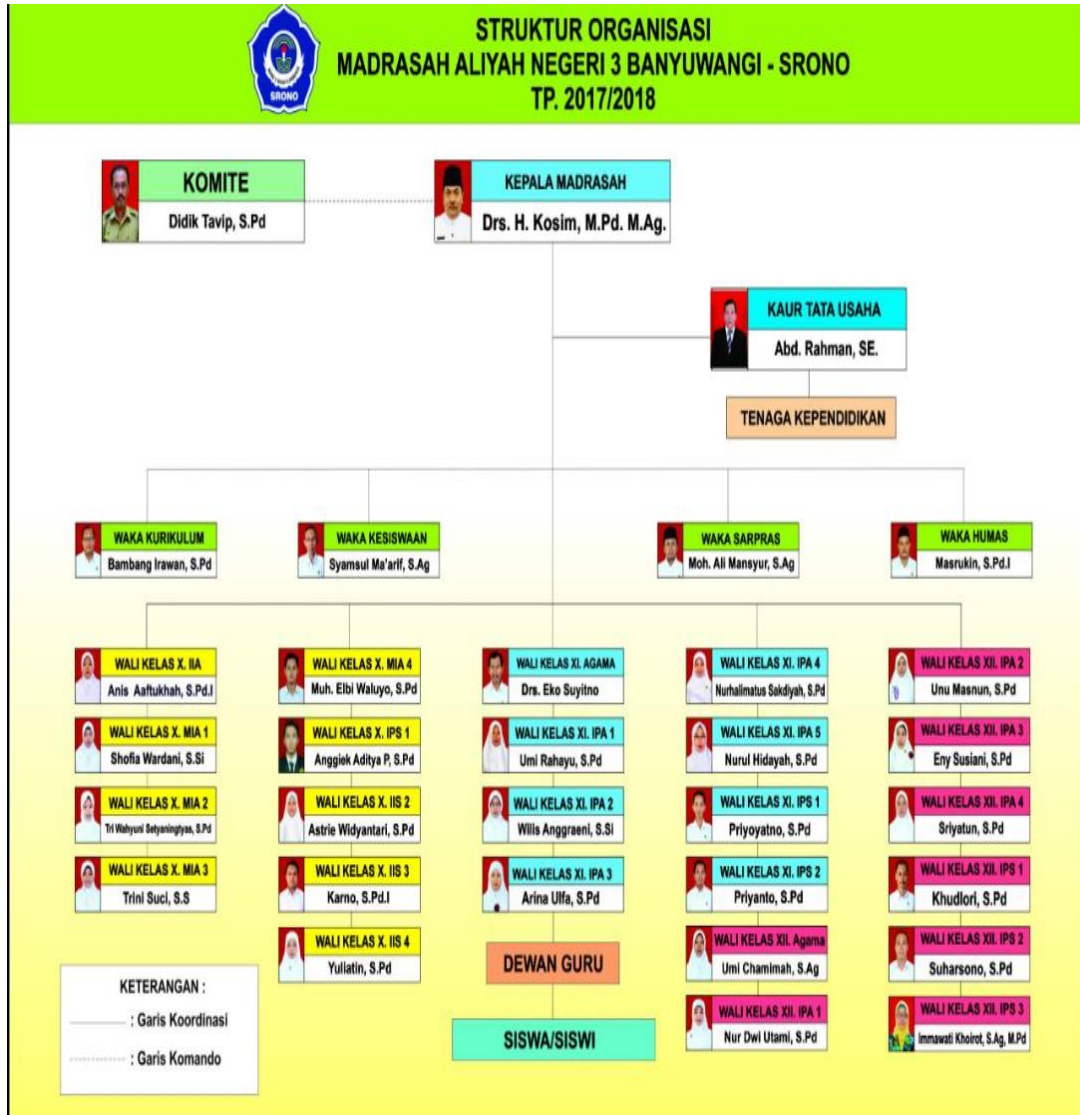 STRUKTUR ORGANISASI
MADRASAH ALIYAH NEGERI 3 BANYUWANGI - SRONO
TP. 2017/2018
SRONO
KOMITE
Didik Tavip, S.Pd
KEPALA MADRASAH
Drs. H. Kosim, M.Pd. M.Ag.
KAUR TATA USAHA
Abd. Rahman, SE.
TENAGA KEPENDIDIKAN
WAKA KURIKULUM
Bambang Irawan, S.Pd
WAKA KESISWAAN
Syamsul Ma'arif, S.Ag
WAKA SARPRAS
Moh. Ali Mansyur, S.Ag
WAKA HUMAS
Masrukin, S.Pd.I
WALI KELAS X. IIA
Anis Aaftukhah, S.Pd.I
WALI KELAS X. MIA 1
Shofia Wardani, S.Si
WALI KELAS X. MIA 2
Tri Wahyuni Setyaningtyas, S.Pd
WALI KELAS X. MIA 3
Trini Suci, S.S
WALI KELAS X. MIA 4
Muh. Elbi Waluyo, S.Pd
WALI KELAS X. IPS 1
Anggiek Aditya P, S.Pd
WALI KELAS X. IIS 2
Astrie Widyantari, S.Pd
WALI KELAS X. IIS 3
Karno, S.Pd.I
WALI KELAS X. IIS 4
Yuliatin, S.Pd
WALI KELAS XI. AGAMA
Drs. Eko Suyitno
WALI KELAS XI. IPA 1
Umi Rahayu, S.Pd
WALI KELAS XI. IPA 2
Wilis Anggraeni, S.Si
WALI KELAS XI. IPA 3
Arina Ulfa, S.Pd
DEWAN GURU
SISWA/SISWI
WALI KELAS XI. IPA 4
Nurhalimatus Sakdiyah, S.Pd
WALI KELAS XI. IPA 5
Nurul Hidayah, S.Pd
WALI KELAS XI. IPS 1
Priyoyatno, S.Pd
WALI KELAS XI. IPS 2
Priyanto, S.Pd
WALI KELAS XII. Agama
Umi Chamimah, S.Ag
WALI KELAS XII. IPA 1
Nur Dwi Utami, S.Pd
WALI KELAS XII. IPA 2
Unu Masnun, S.Pd
WALI KELAS XII. IPA 3
Eny Susiani, S.Pd
WALI KELAS XII. IPA 4
Sriyatun, S.Pd
WALI KELAS XII. IPS 1
Khudlori, S.Pd
WALI KELAS XII. IPS 2
Suharsono, S.Pd
WALI KELAS XII. IPS 3
Immawati Khoirot, S.Ag, M.Pd
KETERANGAN :
: Garis Koordinasi
: Garis Komando